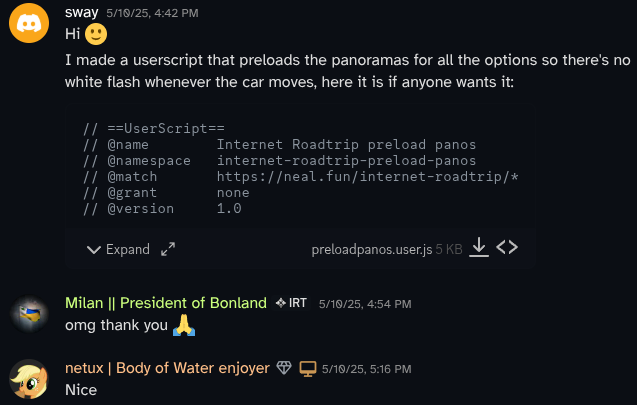 sway 5/10/25, 4:42 PM
Hi 🙂
I made a userscript that preloads the panoramas for all the options so there's no
white flash whenever the car moves, here it is if anyone wants it:
// ==UserScript==
// @name Internet Roadtrip preload panos
// @namespace internet-roadtrip-preload-panos
// @match https://neal.fun/internet-roadtrip/*
// @grant none
// @version 1.0
Expand preloadpanos.user.js 5 KB
Milan || President of Bonland IRT 5/10/25, 4:54 PM
omg thank you 🙏
netux | Body of Water enjoyer 5/10/25, 5:16 PM
Nice